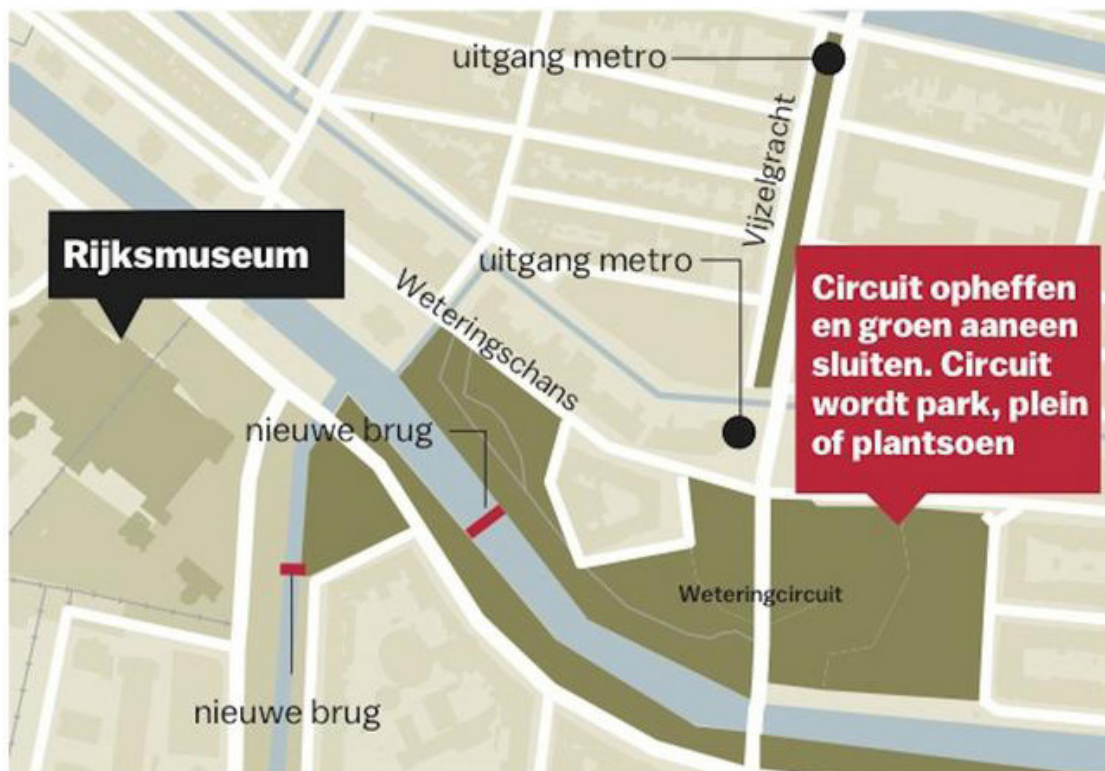 uitgang metro
Vijzelgracht
Rijksmuseum
uitgang metro
Weteringschans
Circuit opheffen
en groen aaneen
sluiten. Circuit
wordt park, plein
of plantsoen
nieuwe brug
Weteringcircuit
nieuwe brug